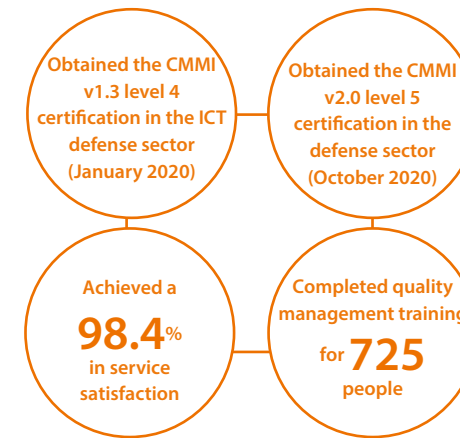 Obtained the CMMI
v1.3 level 4
certification in the ICT
defense sector
(January 2020)
Obtained the CMMI
v2.0 level 5
certification in the
defense sector
(October 2020)
Achieved a
98.4%
in service
satisfaction
Completed quality
management training
for 725
people